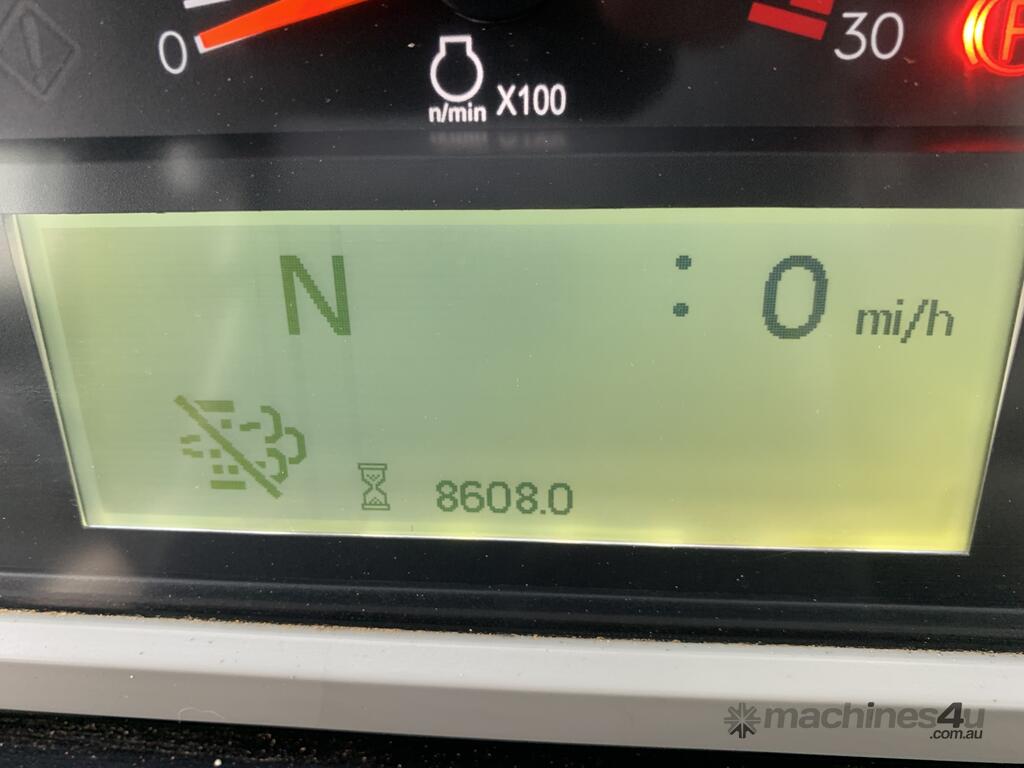 0
30
P
n/min X100
N : 0 mi/h
8608.0
machines4u
.com.au